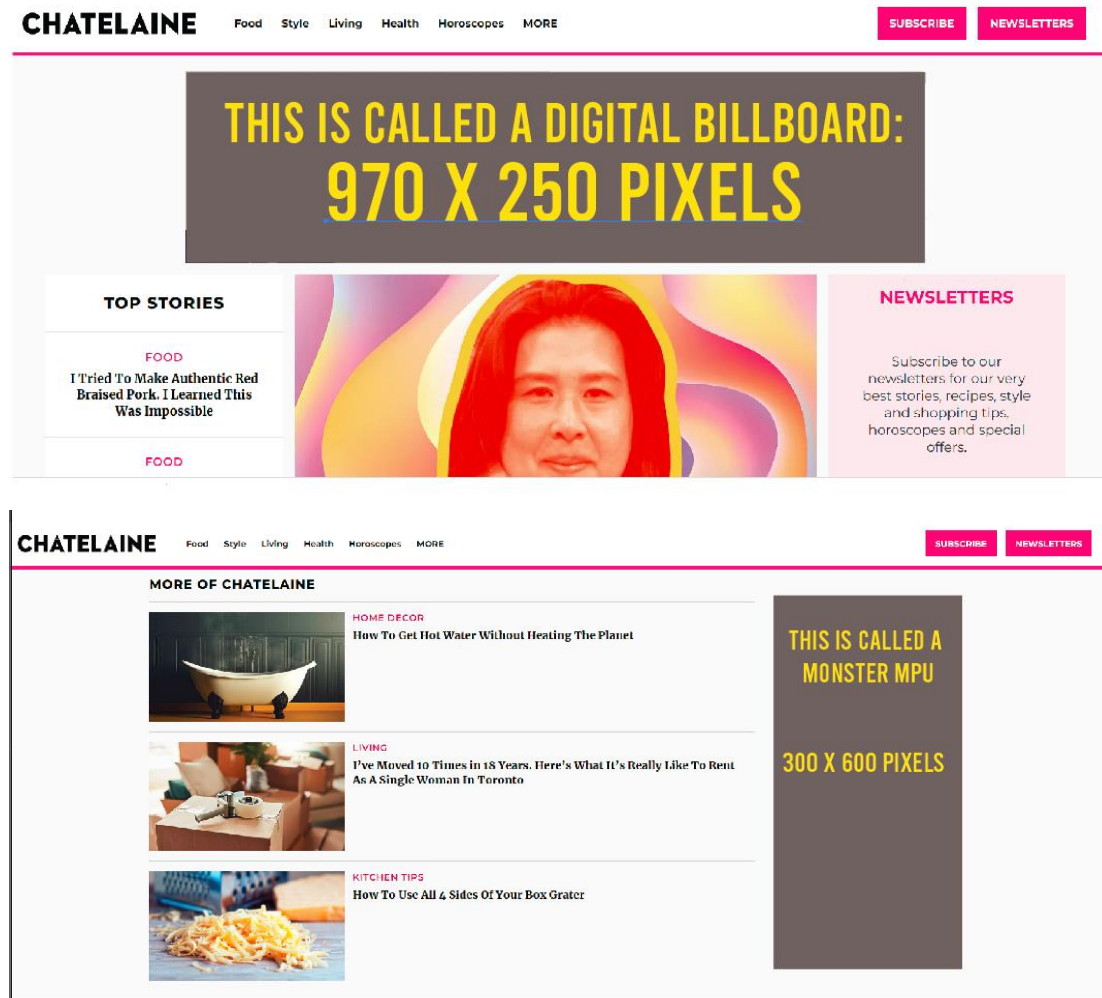 CHATELAINE Food Style Living Health Horoscopes MORE SUBSCRIBE NEWSLETTERS
THIS IS CALLED A DIGITAL BILLBOARD:
970 X 250 PIXELS
TOP STORIES
FOOD
I Tried To Make Authentic Red
Braised Pork. I Learned This
Was Impossible
FOOD
NEWSLETTERS
Subscribe to our
newsletters for our very
best stories, recipes, style
and shopping tips,
horoscopes and special
offers.
CHATELAINE Food Style Living Health Horoscopes MORE SUBSCRIBE NEWSLETTERS
MORE OF CHATELAINE
HOME DECOR
How To Get Hot Water Without Heating The Planet
LIVING
I've Moved 10 Times in 18 Years. Here's What It's Really Like To Rent
As A Single Woman In Toronto
KITCHEN TIPS
How To Use All 4 Sides Of Your Box Grater
THIS IS CALLED A
MONSTER MPU
300 X 600 PIXELS